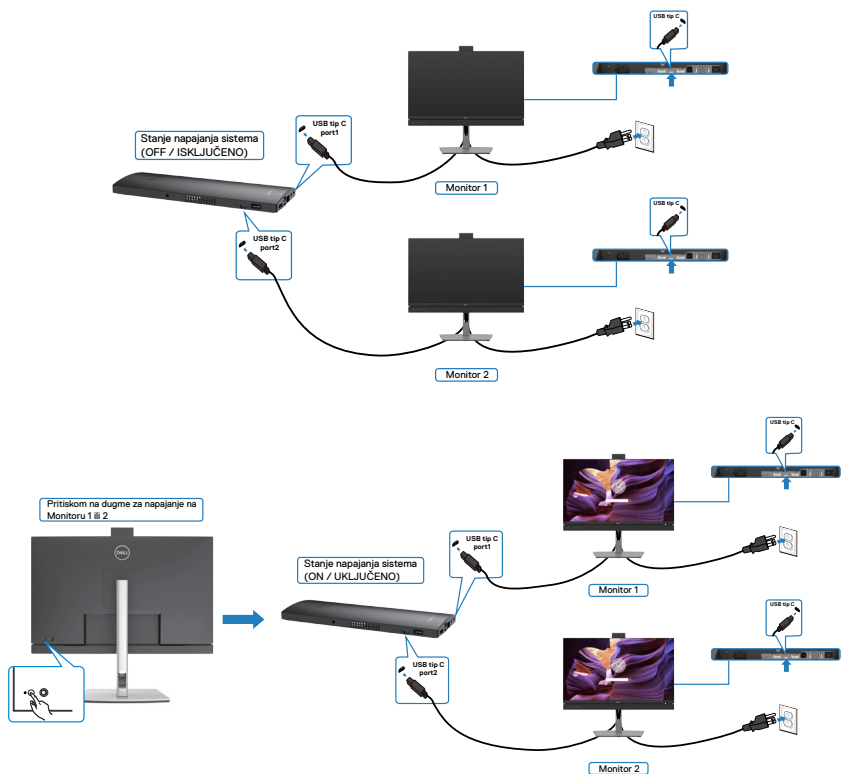 USB tip C
USB tip C
port1
Stanje napajanja sistema
(OFF / ISKLJUČENO)
Monitor 1
USB tip C
USB tip C
port2
Monitor 2
USB tip C
Pritiskom na dugme za napajanje na
Monitoru 1 ili 2
USB tip C
port1
DELL
Stanje napajanja sistema
(ON / UKLJUČENO)
Monitor 1
USB tip C
USB tip C
port2
Monitor 2